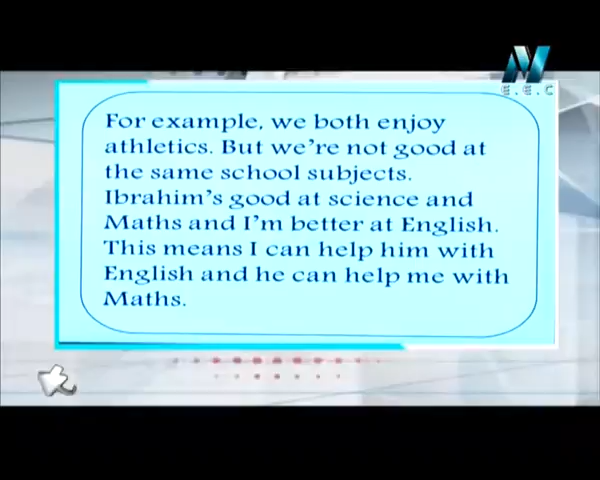 E.E.C
For example, we both enjoy
athletics. But we're not good at
the same school subjects.
Ibrahim's good at science and
Maths and I'm better at English.
This means I can help him with
English and he can help me with
Maths.